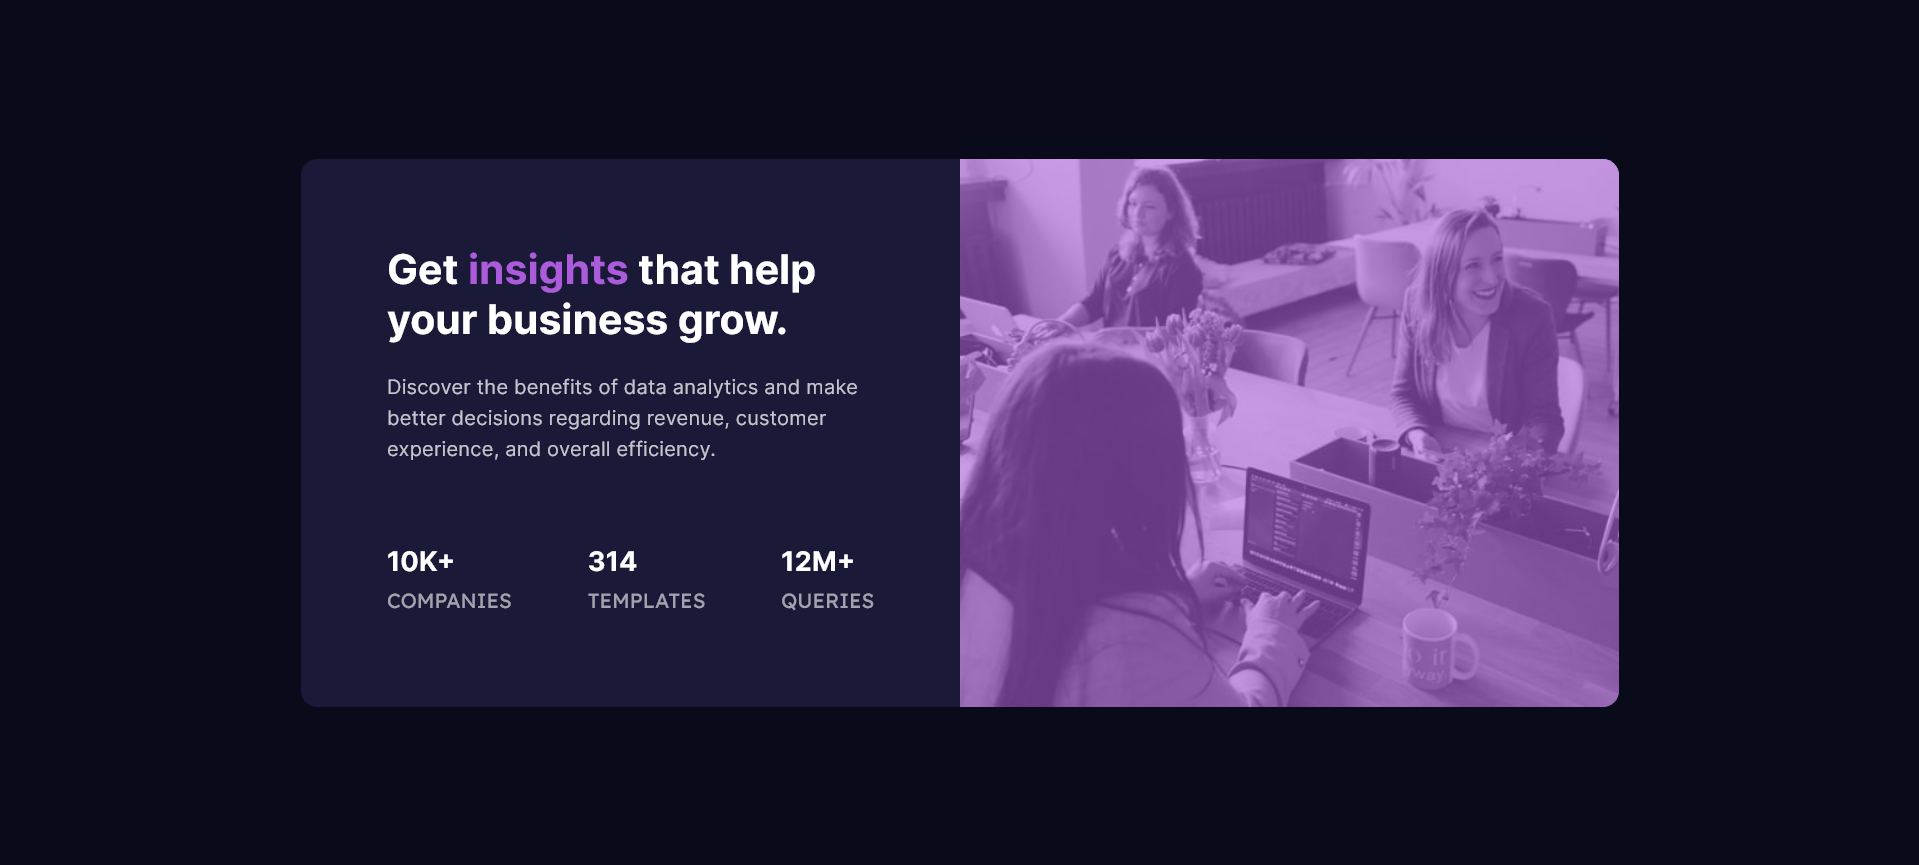 Get insights that help
your business grow.
Discover the benefits of data analytics and make
better decisions regarding revenue, customer
experience, and overall efficiency.
10K+ 314 12M+
COMPANIES TEMPLATES QUERIES